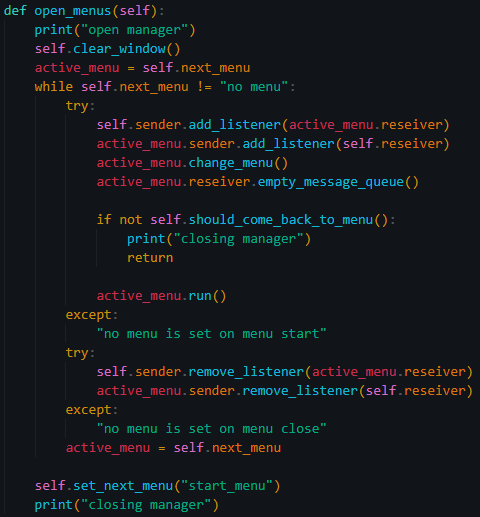 def open_menus(self):
    print("open manager")
    self.clear_window()
    active_menu = self.next_menu
    while self.next_menu != "no menu":
        try:
            self.sender.add_listener(active_menu.reseiver)
            active_menu.sender.add_listener(self.reseiver)
            active_menu.change_menu()
            active_menu.reseiver.empty_message_queue()

            if not self.should_come_back_to_menu():
                print("closing manager")
                return

            active_menu.run()
        except:
            "no menu is set on menu start"
        try:
            self.sender.remove_listener(active_menu.reseiver)
            active_menu.sender.remove_listener(self.reseiver)
        except:
            "no menu is set on menu close"
        active_menu = self.next_menu

    self.set_next_menu("start_menu")
    print("closing manager")